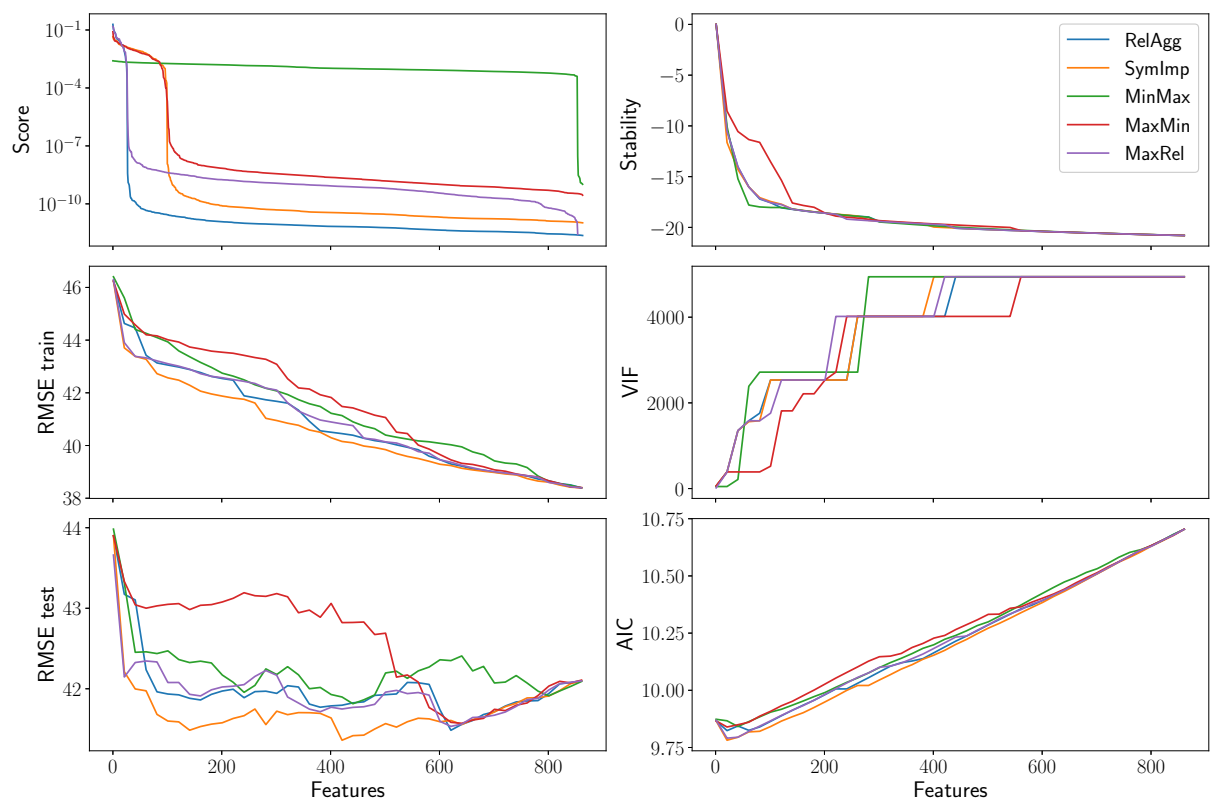 Score
10⁻¹
10⁻⁴
10⁻⁷
10⁻¹⁰
Stability
0
−5
−10
−15
−20
RelAgg
SymImp
MinMax
MaxMin
MaxRel
RMSE train
46
44
42
40
38
VIF
4000
2000
0
RMSE test
44
43
42
0 200 400 600 800
Features
AIC
10.75
10.50
10.25
10.00
9.75
0 200 400 600 800
Features